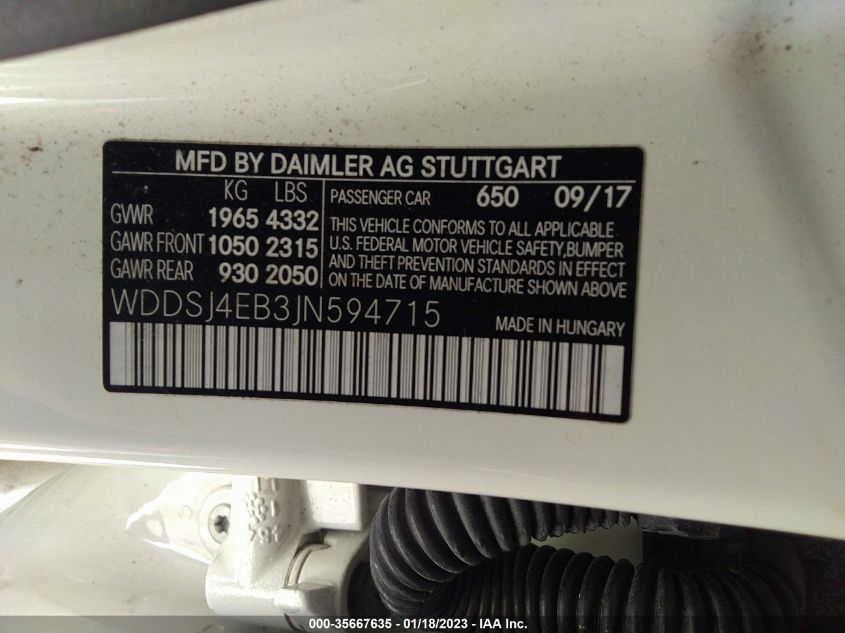 MFD BY DAIMLER AG STUTTGART
KG LBS
GVWR 1965 4332
GAWR FRONT 1050 2315
GAWR REAR 930 2050
PASSENGER CAR 650 09/17
THIS VEHICLE CONFORMS TO ALL APPLICABLE
U.S. FEDERAL MOTOR VEHICLE SAFETY,BUMPER
AND THEFT PREVENTION STANDARDS IN EFFECT
ON THE DATE OF MANUFACTURE SHOWN ABOVE
WDDSJ4EB3JN594715
MADE IN HUNGARY
000-35667635 / 01/18/2023 / IAA Inc.